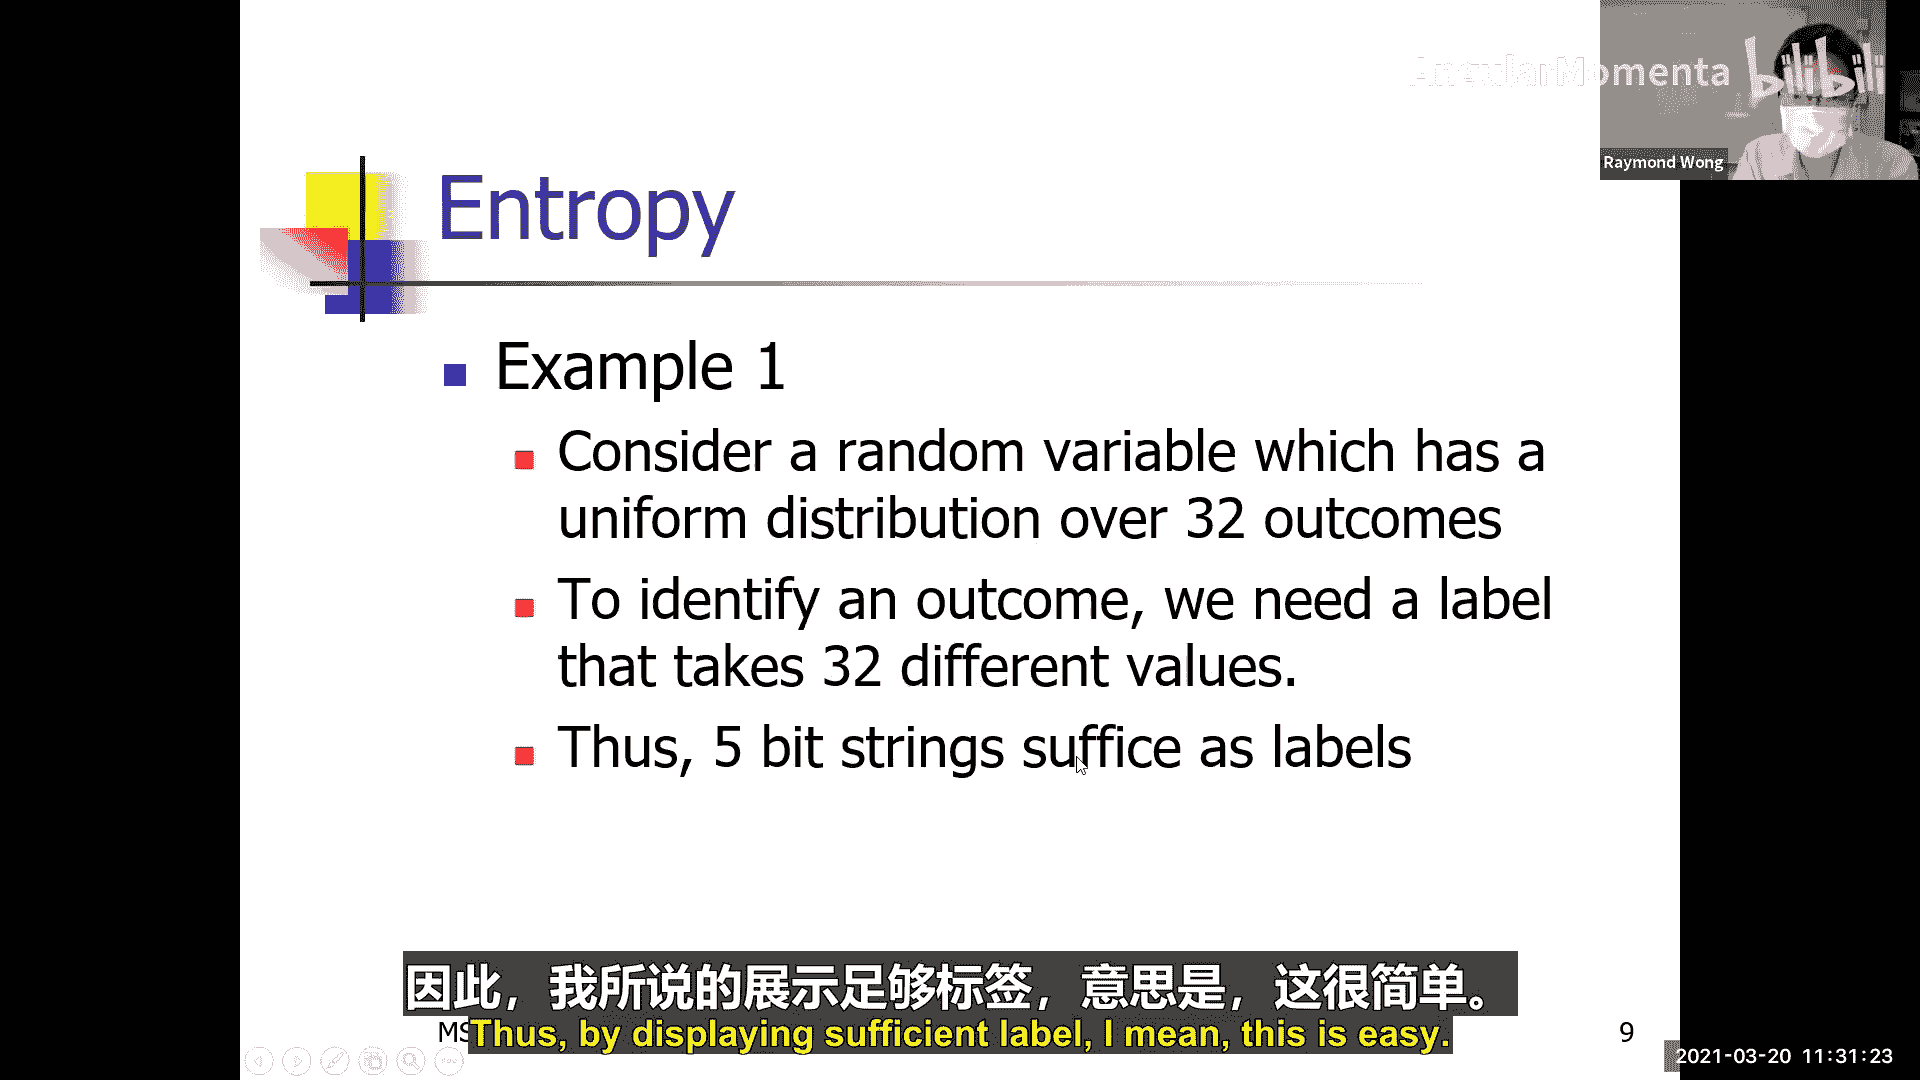 Momenta
bilibili
Raymond Wong
Entropy
Example 1
Consider a random variable which has a
uniform distribution over 32 outcomes
To identify an outcome, we need a label
that takes 32 different values.
Thus, 5 bit strings suffice as labels
因此，我所说的展示足够标签，意思是，这很简单。
Thus, by displaying sufficient label, I mean, this is easy.
9
2021-03-20 11:31:23